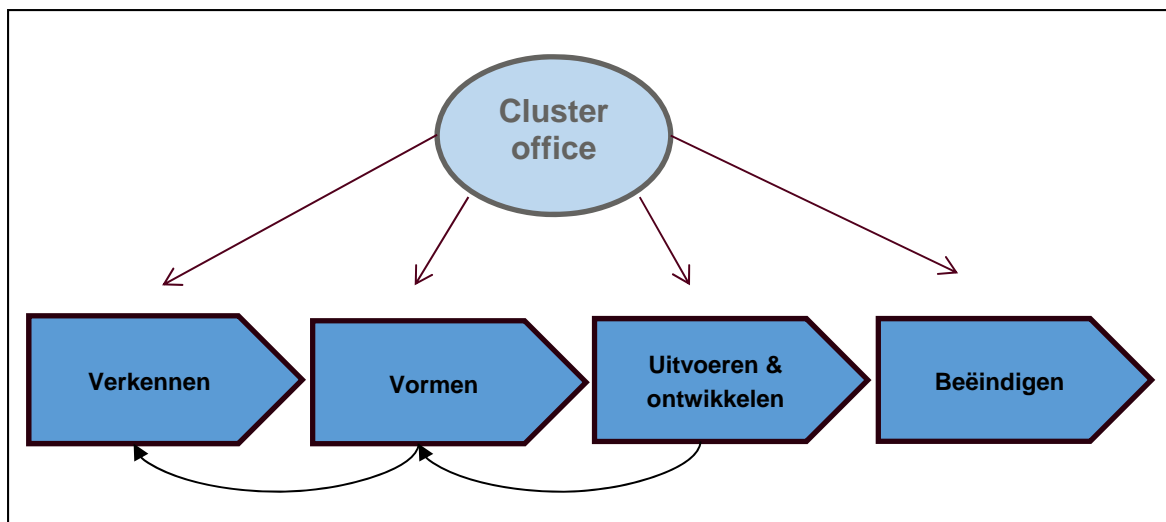 Cluster
office
Verkennen
Vormen
Uitvoeren &
ontwikkelen
Beëindigen